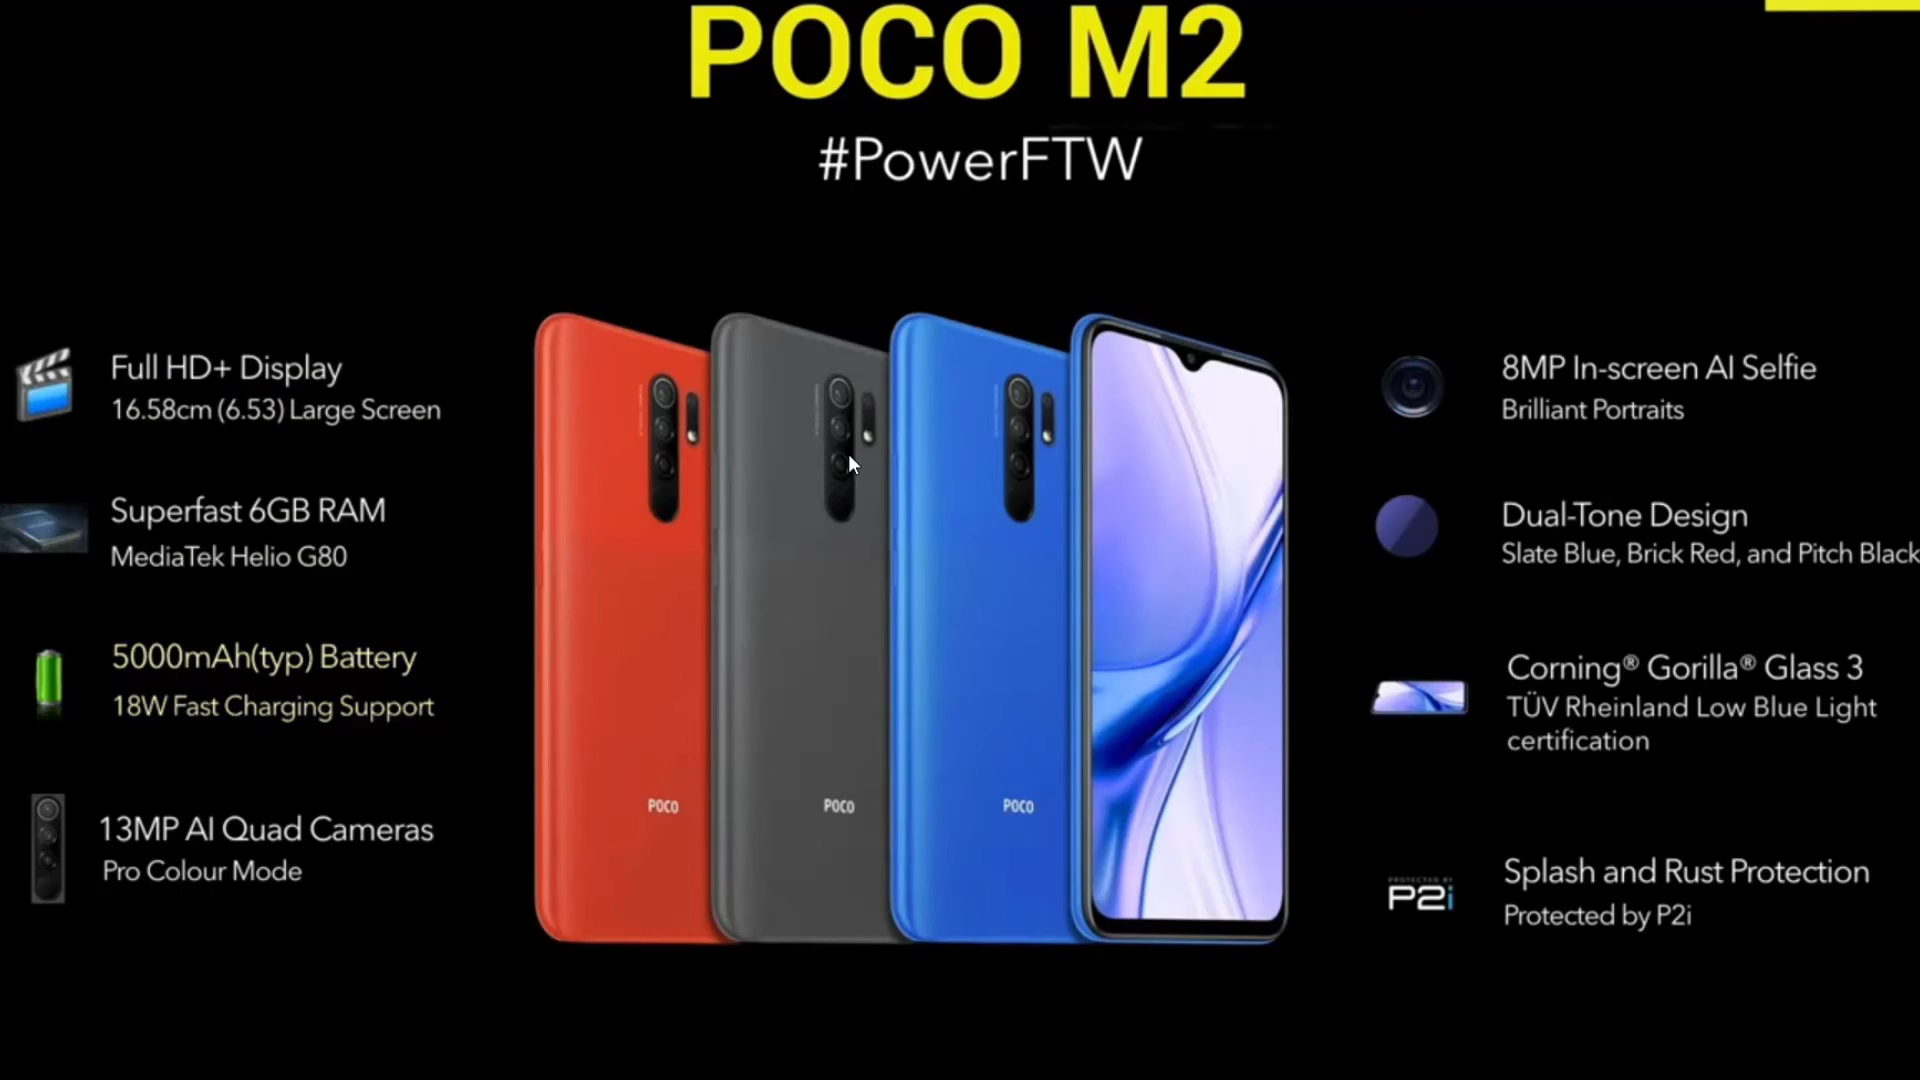 POCO M2
#PowerFTW
Full HD+ Display
16.58cm (6.53) Large Screen
Superfast 6GB RAM
MediaTek Helio G80
5000mAh(typ) Battery
18W Fast Charging Support
13MP AI Quad Cameras
Pro Colour Mode
POCO
POCO
POCO
8MP In-screen AI Selfie
Brilliant Portraits
Dual-Tone Design
Slate Blue, Brick Red, and Pitch Black
Corning® Gorilla® Glass 3
TÜV Rheinland Low Blue Light
certification
PROTECTED BY
P2i
Splash and Rust Protection
Protected by P2i